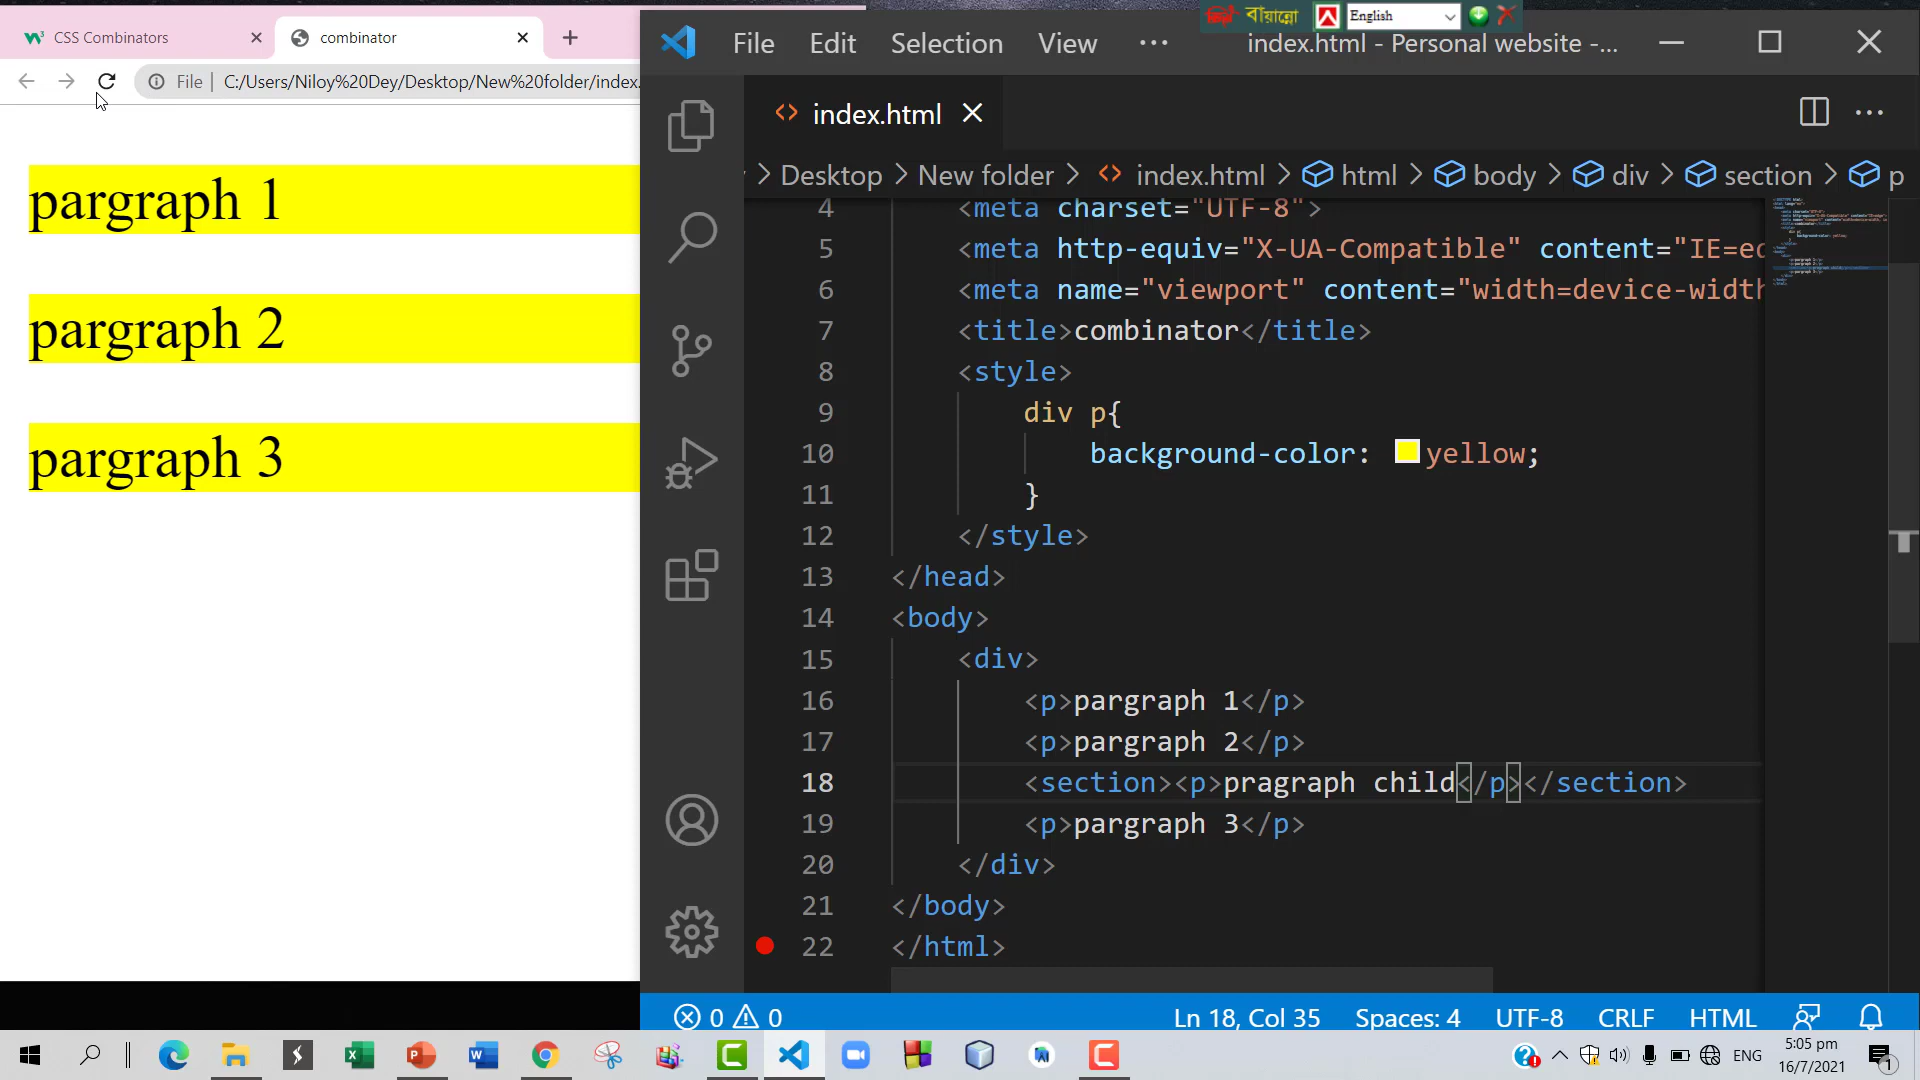 CSS Combinators
combinator
File
C:/Users/Niloy%20Dey/Desktop/New%20folder/index.
pargraph 1
pargraph 2
pargraph 3
বাঁয়ান্নো
English
File Edit Selection View ···
index.html - Personal website -...
index.html
Desktop > New folder > index.html > html > body > div > section > p
4 <meta charset="UTF-8">
5 <meta http-equiv="X-UA-Compatible" content="IE=ed
6 <meta name="viewport" content="width=device-width
7 <title>combinator</title>
8 <style>
9 div p{
10 background-color: yellow;
11 }
12 </style>
13 </head>
14 <body>
15 <div>
16 <p>pargraph 1</p>
17 <p>pargraph 2</p>
18 <section><p>pragraph child</p></section>
19 <p>pargraph 3</p>
20 </div>
21 </body>
22 </html>
0 0
Ln 18, Col 35 Spaces: 4 UTF-8 CRLF HTML
ENG
5:05 pm
16/7/2021
1